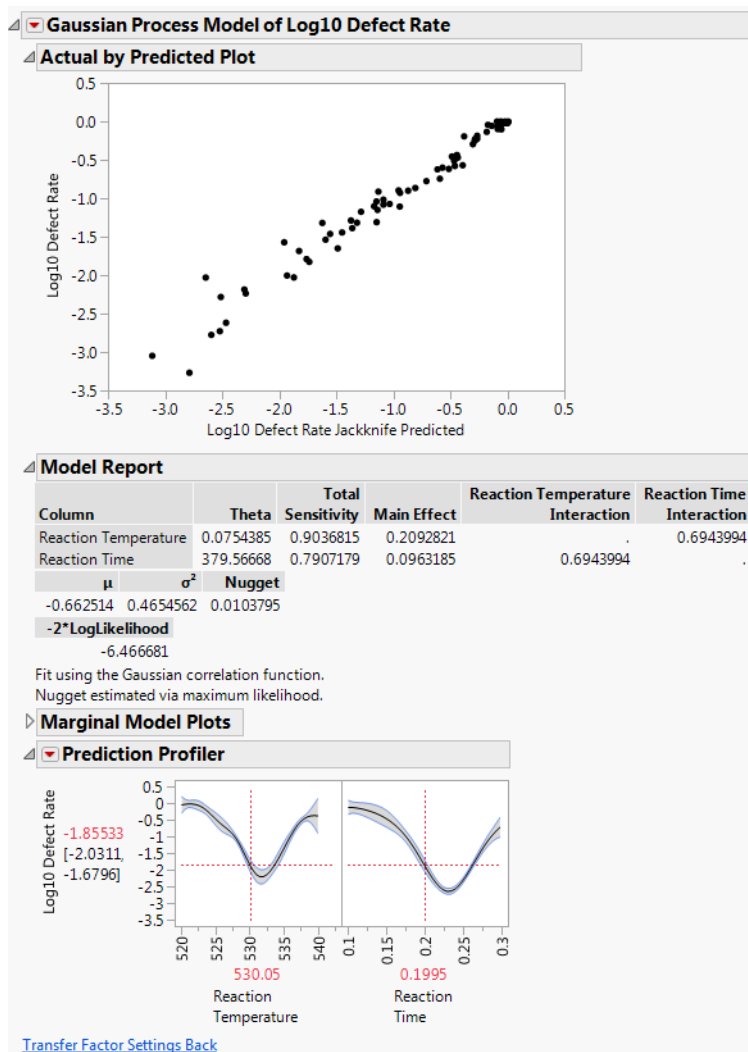 Gaussian Process Model of Log10 Defect Rate
Actual by Predicted Plot
0.5
0.0
-0.5
-1.0
-1.5
-2.0
-2.5
-3.0
-3.5
Log10 Defect Rate
-3.5 -3.0 -2.5 -2.0 -1.5 -1.0 -0.5 0.0 0.5
Log10 Defect Rate Jackknife Predicted
Model Report
Column Theta Total Sensitivity Main Effect Reaction Temperature Interaction Reaction Time Interaction
Reaction Temperature 0.0754385 0.9036815 0.2092821 . 0.6943994
Reaction Time 379.56668 0.7907179 0.0963185 0.6943994 .
μ σ² Nugget
-0.662514 0.4654562 0.0103795
-2*LogLikelihood
-6.466681
Fit using the Gaussian correlation function.
Nugget estimated via maximum likelihood.
Marginal Model Plots
Prediction Profiler
Log10 Defect Rate
-1.85533
[-2.0311,
-1.6796]
0.5
0
-0.5
-1
-1.5
-2
-2.5
-3
-3.5
520 525 530 535 540
0.1 0.15 0.2 0.25 0.3
530.05
Reaction
Temperature
0.1995
Reaction
Time
Transfer Factor Settings Back